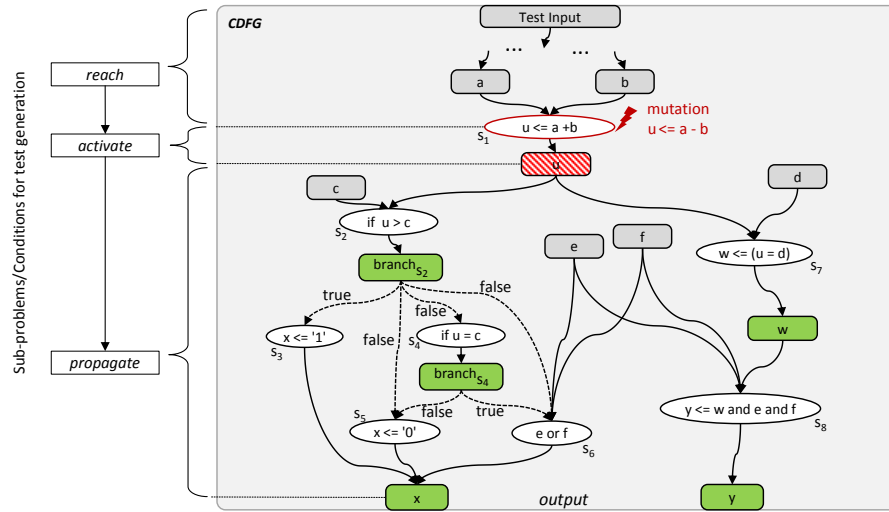 CDFG
Test Input
... ...
reach
a
b
mutation
u <= a +b
u <= a - b
s1
activate
u
c
d
if u > c
s2
e
f
w <= (u = d)
s7
branchs2
true
false
false
false
x <= '1'
s3
if u = c
s4
w
propagate
branchs4
false
true
s5
x <= '0'
e or f
s6
y <= w and e and f
s8
x
output
y
Sub-problems/Conditions for test generation